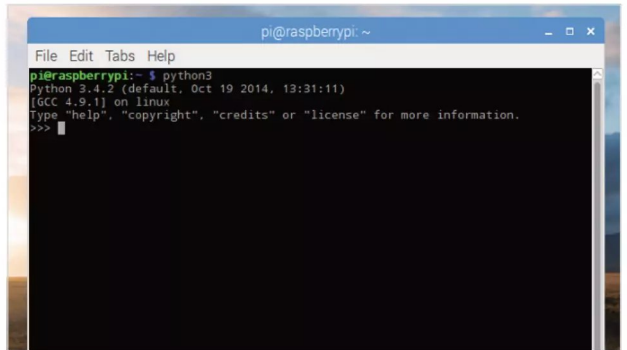 pi@raspberrypi: ~
File Edit Tabs Help
pi@raspberrypi:~ $ python3
Python 3.4.2 (default, Oct 19 2014, 13:31:11)
[GCC 4.9.1] on linux
Type "help", "copyright", "credits" or "license" for more information.
>>>